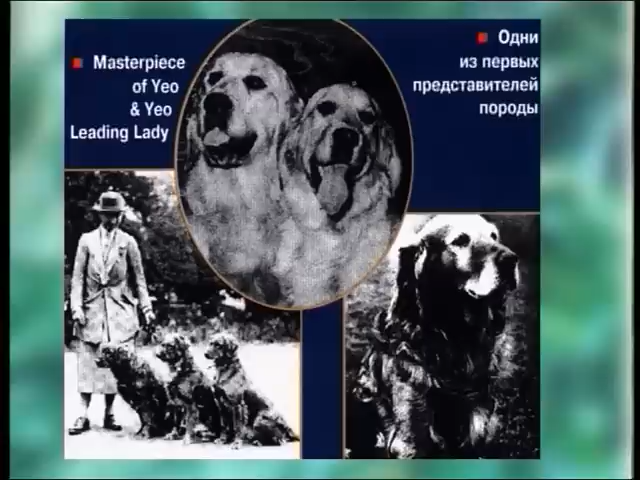 Masterpiece
of Yeo
& Yeo
Leading Lady
Одни
из первых
представителей
породы